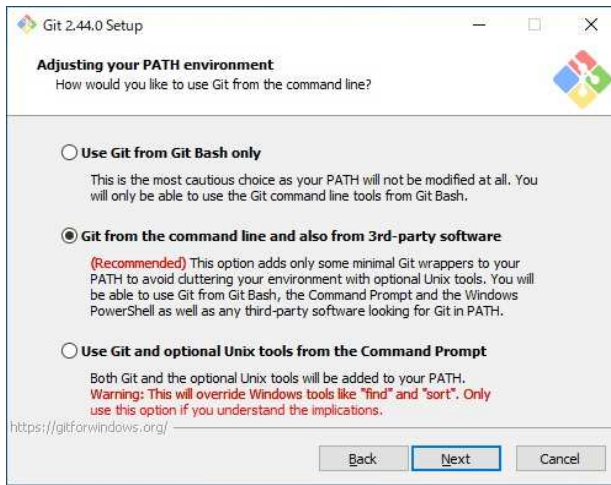 Git 2.44.0 Setup
Adjusting your PATH environment
How would you like to use Git from the command line?
Use Git from Git Bash only
This is the most cautious choice as your PATH will not be modified at all. You
will only be able to use the Git command line tools from Git Bash.
Git from the command line and also from 3rd-party software
(Recommended) This option adds only some minimal Git wrappers to your
PATH to avoid cluttering your environment with optional Unix tools. You will
be able to use Git from Git Bash, the Command Prompt and the Windows
PowerShell as well as any third-party software looking for Git in PATH.
Use Git and optional Unix tools from the Command Prompt
Both Git and the optional Unix tools will be added to your PATH.
Warning: This will override Windows tools like "find" and "sort". Only
use this option if you understand the implications.
https://gitforwindows.org/
Back Next Cancel